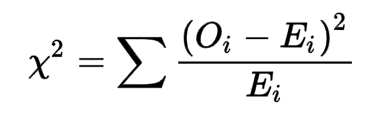 χ² = ∑ (Oᵢ − Eᵢ)² / Eᵢ